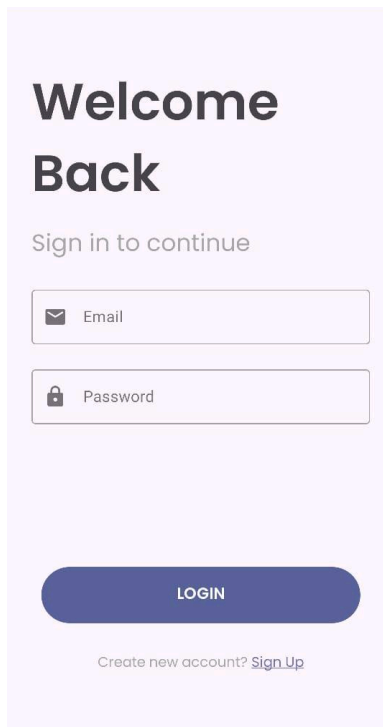 Welcome
Back
Sign in to continue
Email
Password
LOGIN
Create new account? Sign Up